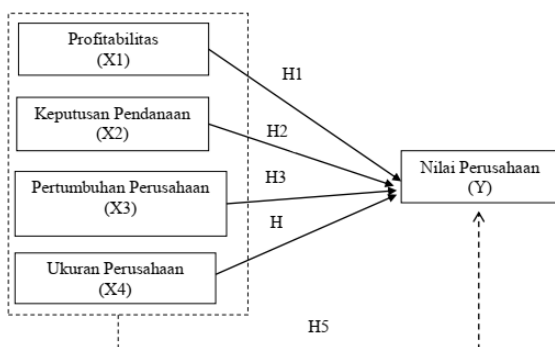 Profitabilitas
(X1)
H1
Keputusan Pendanaan
(X2)
H2
Nilai Perusahaan
(Y)
Pertumbuhan Perusahaan
(X3)
H3
H
Ukuran Perusahaan
(X4)
H5